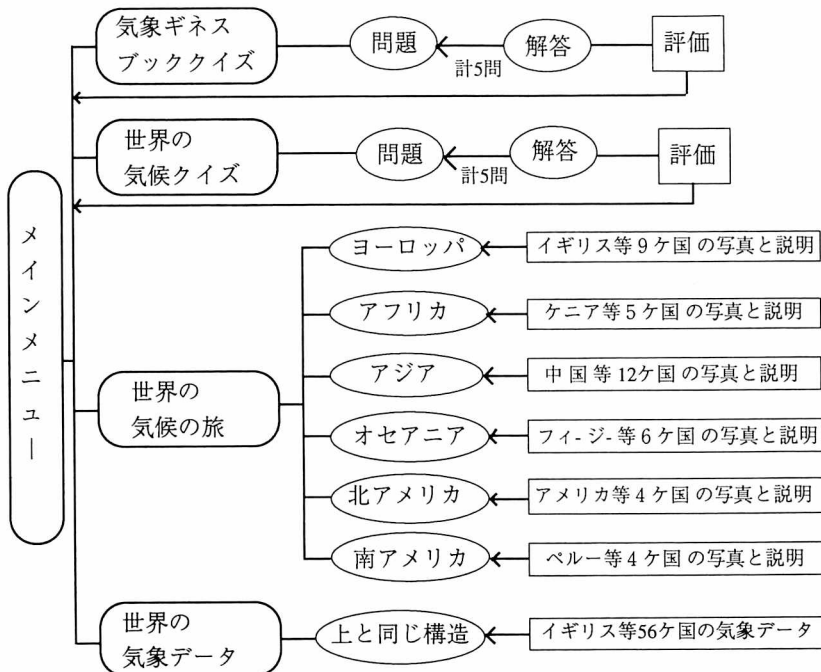 メインメニュー
気象ギネス
ブッククイズ
問題
計5問
解答
評価
世界の
気候クイズ
問題
計5問
解答
評価
世界の
気候の旅
ヨーロッパ
イギリス等9ケ国の写真と説明
アフリカ
ケニア等5ケ国の写真と説明
アジア
中国等12ケ国の写真と説明
オセアニア
フィ-ジ-等6ケ国の写真と説明
北アメリカ
アメリカ等4ケ国の写真と説明
南アメリカ
ペルー等4ケ国の写真と説明
世界の
気象データ
上と同じ構造
イギリス等56ケ国の気象データ